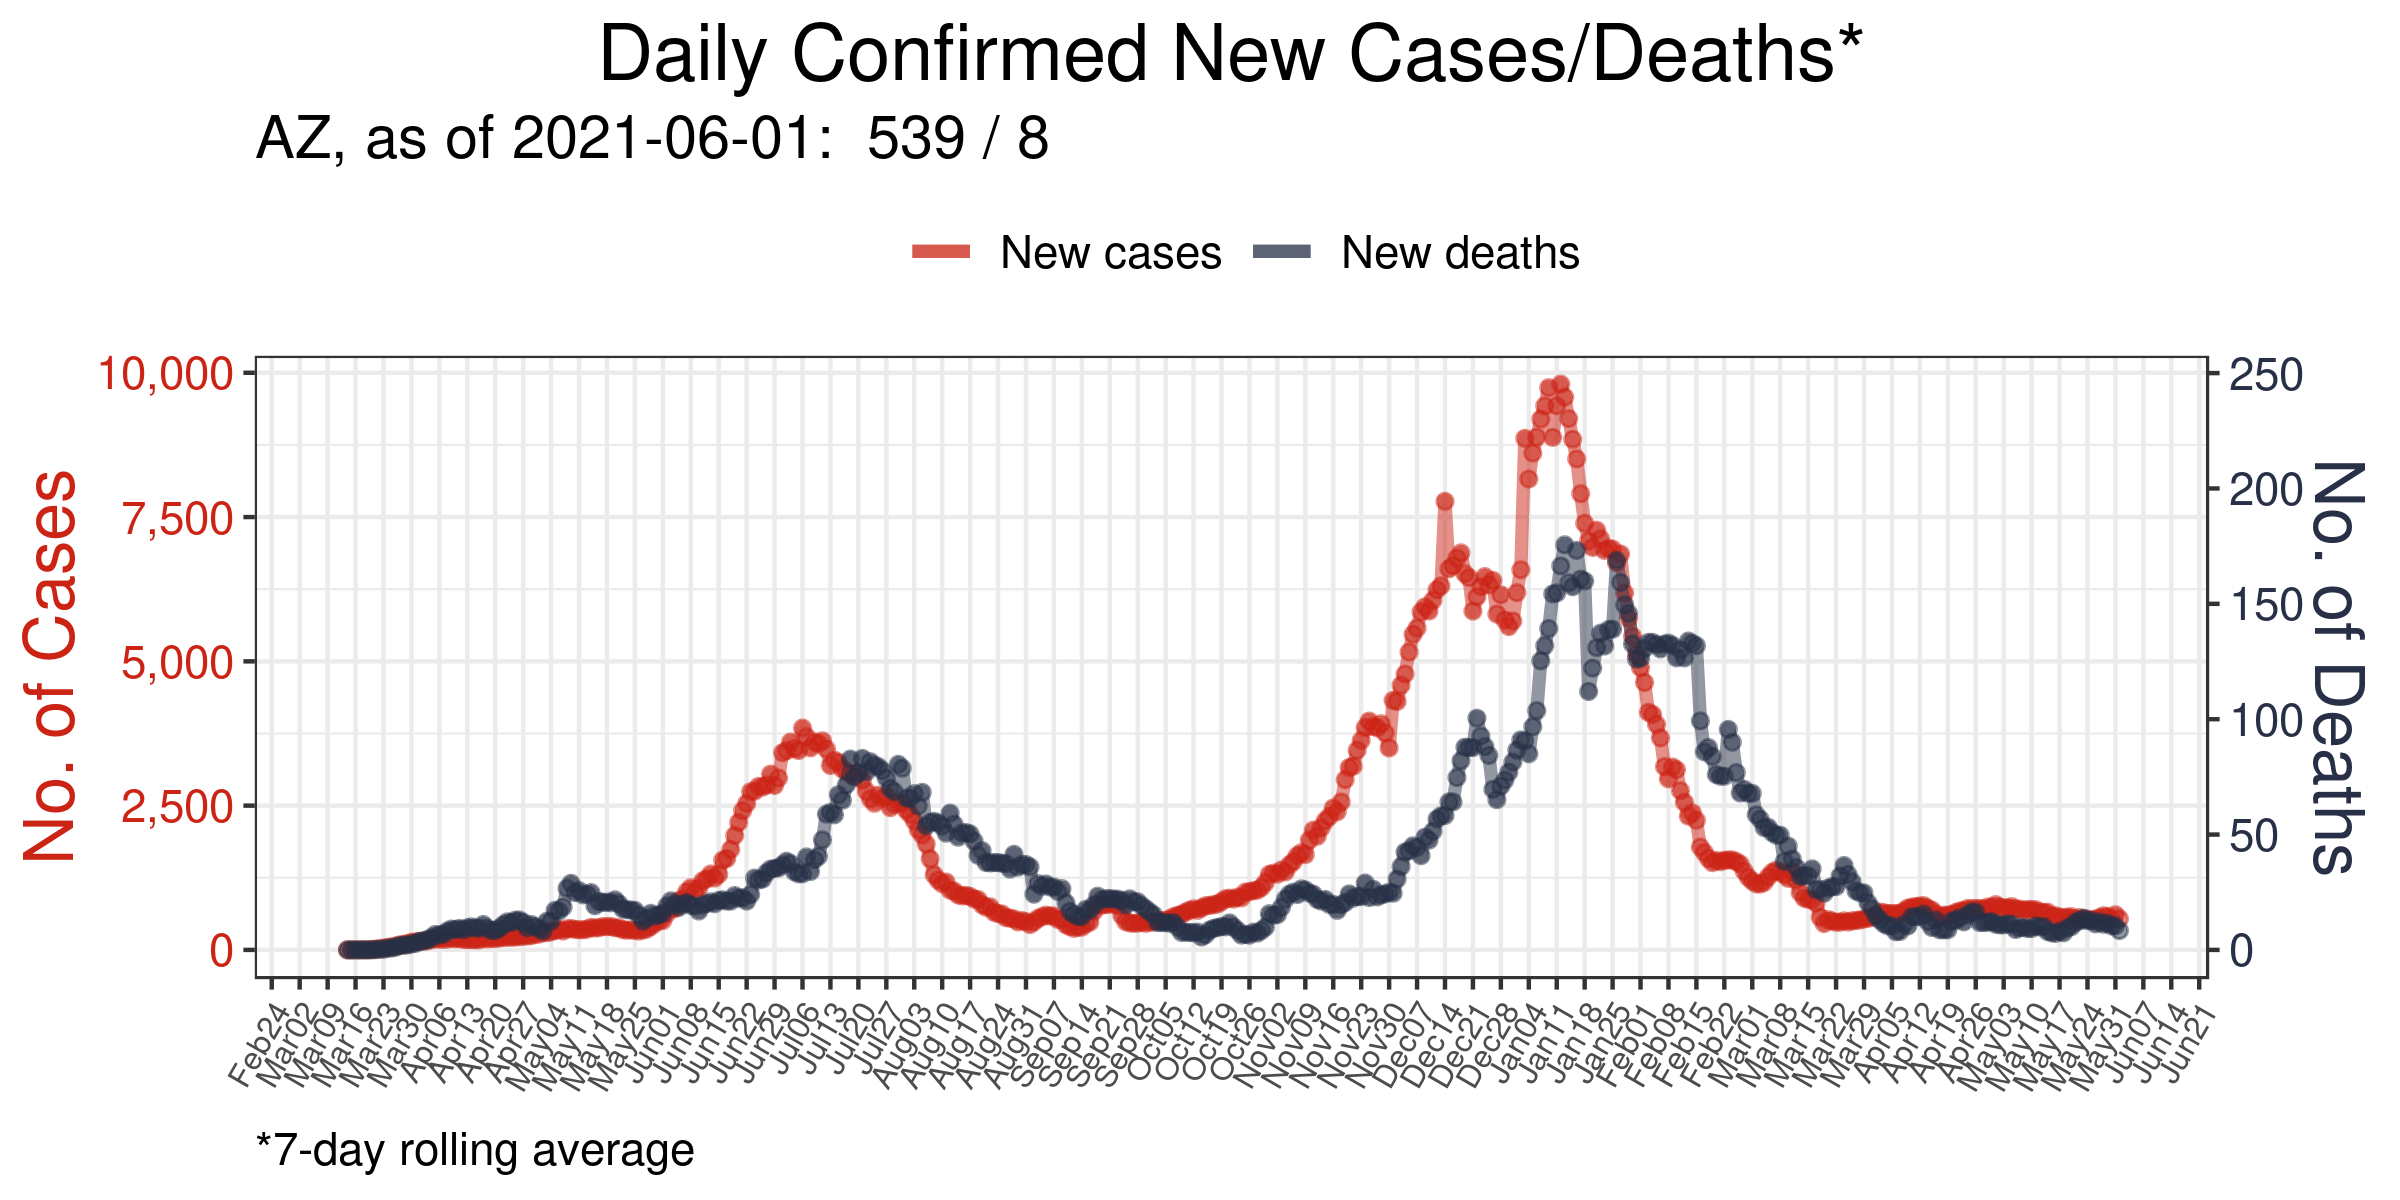 Daily Confirmed New Cases/Deaths*
AZ, as of 2021-06-01:  539 / 8
New cases
New deaths
No. of Cases
10,000
7,500
5,000
2,500
0
250
200
150
100
50
0
No. of Deaths
Feb24
Mar02
Mar09
Mar16
Mar23
Mar30
Apr06
Apr13
Apr20
Apr27
May04
May11
May18
May25
Jun01
Jun08
Jun15
Jun22
Jun29
Jul06
Jul13
Jul20
Jul27
Aug03
Aug10
Aug17
Aug24
Aug31
Sep07
Sep14
Sep21
Sep28
Oct05
Oct12
Oct19
Oct26
Nov02
Nov09
Nov16
Nov23
Nov30
Dec07
Dec14
Dec21
Dec28
Jan04
Jan11
Jan18
Jan25
Feb01
Feb08
Feb15
Feb22
Mar01
Mar08
Mar15
Mar22
Mar29
Apr05
Apr12
Apr19
Apr26
May03
May10
May17
May24
May31
Jun07
Jun14
Jun21
*7-day rolling average